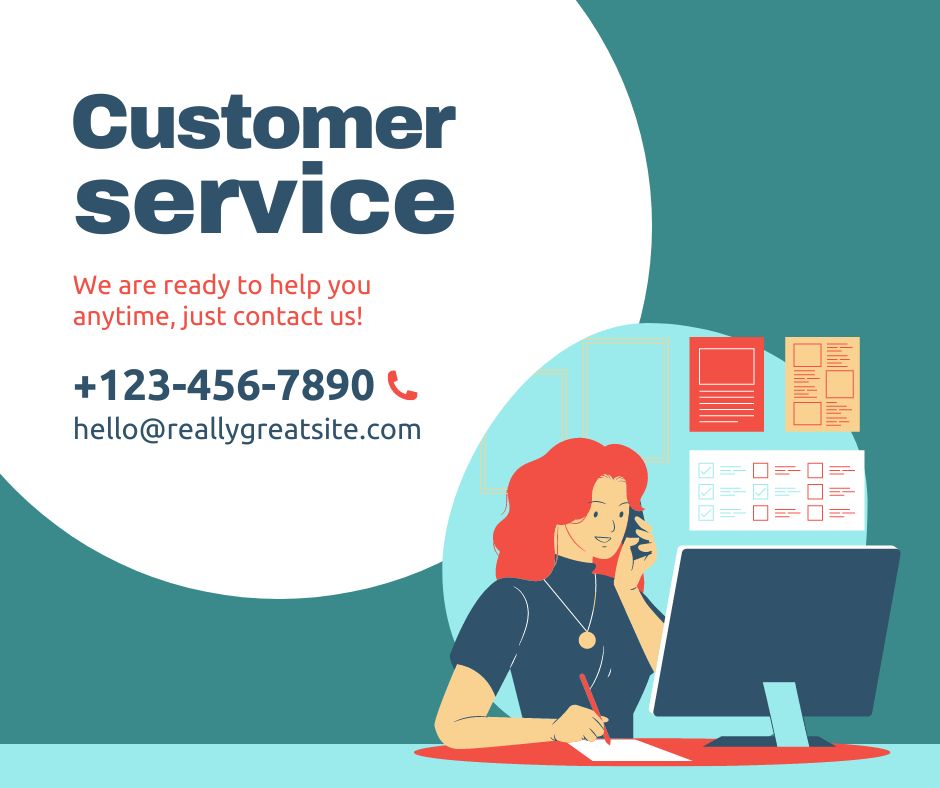 Customer
service
We are ready to help you
anytime, just contact us!
+123-456-7890
hello@reallygreatsite.com